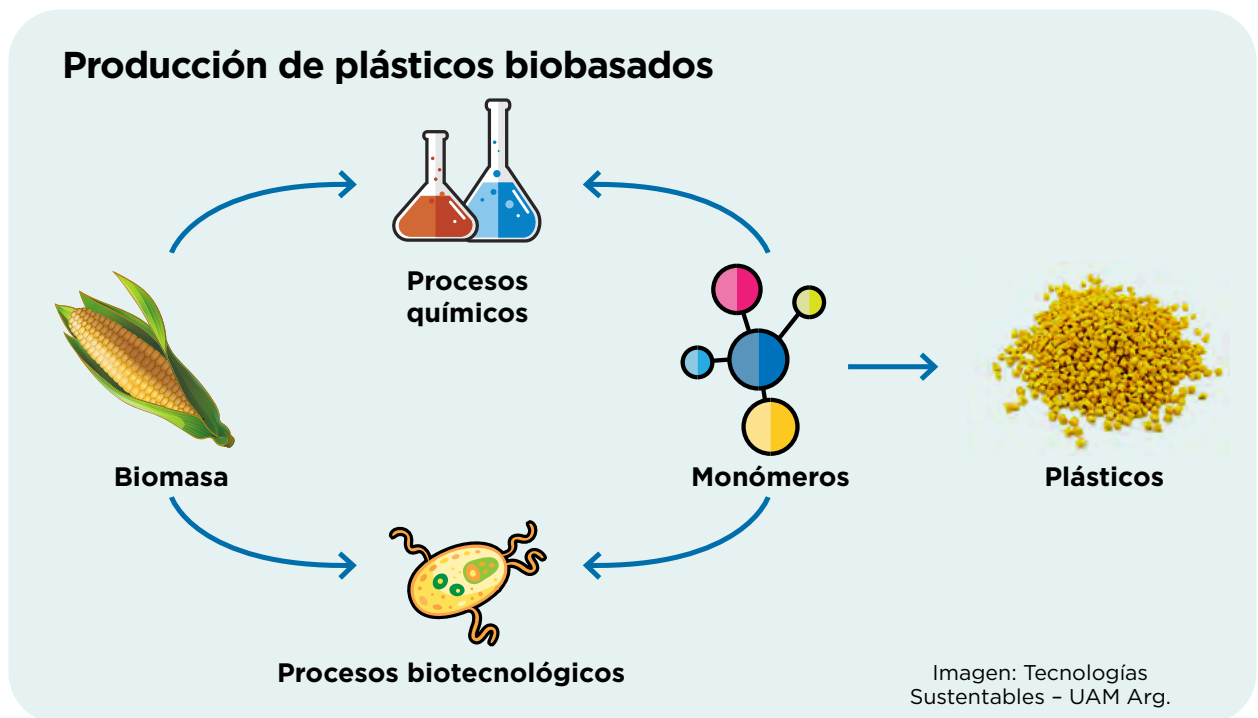 Producción de plásticos biobasados
Procesos
químicos
Biomasa
Monómeros
Plásticos
Procesos biotecnológicos
Imagen: Tecnologías
Sustentables – UAM Arg.